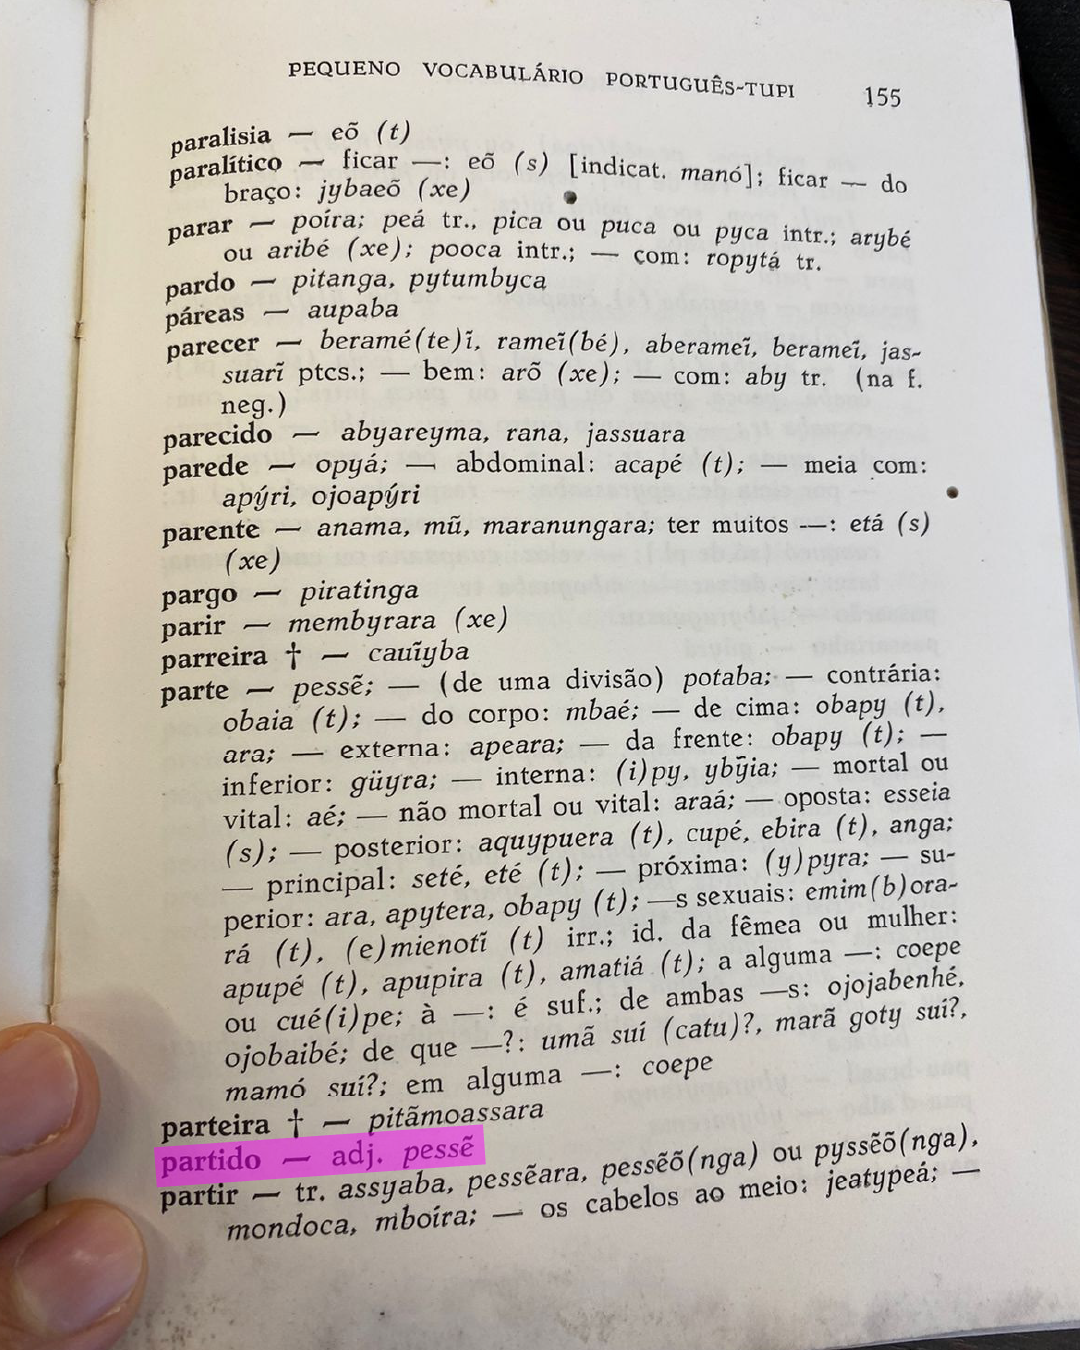 PEQUENO VOCABULÁRIO PORTUGUÊS-TUPI 155
paralisia — eõ (t)
paralítico — ficar —: eõ (s) [indicat. manó]; ficar — do
braço: jybaeõ (xe)
parar — poíra; peá tr., pica ou puca ou pyca intr.; arybé
ou aribé (xe); pooca intr.; — com: ropytá tr.
pardo — pitanga, pytumbyca
páreas — aupaba
parecer — beramé(te)ĩ, rameĩ(bé), aberameĩ, berameĩ, jas-
suarĩ ptcs.; — bem: arõ (xe); — com: aby tr. (na f.
neg.)
parecido — abyareyma, rana, jassuara
parede — opyá; — abdominal: acapé (t); — meia com:
apýri, ojoapýri
parente — anama, mũ, maranungara; ter muitos —: etá (s)
(xe)
pargo — piratinga
parir — membyrara (xe)
parreira † — cauĩyba
parte — pessẽ; — (de uma divisão) potaba; — contrária:
obaia (t); — do corpo: mbaé; — de cima: obapy (t),
ara; — externa: apeara; — da frente: obapy (t); —
inferior: güyra; — interna: (i)py, ybỹia; — mortal ou
vital: aé; — não mortal ou vital: araá; — oposta: esseia
(s); — posterior: aquypuera (t), cupé, ebira (t), anga;
— principal: seté, eté (t); — próxima: (y)pyra; — su-
perior: ara, apytera, obapy (t); —s sexuais: emim(b)ora-
rá (t), (e)mienotĩ (t) irr.; id. da fêmea ou mulher:
apupé (t), apupira (t), amatiá (t); a alguma —: coepe
ou cué(i)pe; à —: é suf.; de ambas —s: ojojabenhé,
ojobaibé; de que —?: umã suí (catu)?, marã goty suí?,
mamó suí?; em alguma —: coepe
parteira † — pitãmoassara
partido — adj. pessẽ
partir — tr. assyaba, pessẽara, pessẽõ(nga) ou pyssẽõ(nga),
mondoca, mboíra; — os cabelos ao meio: jeatypeá; —